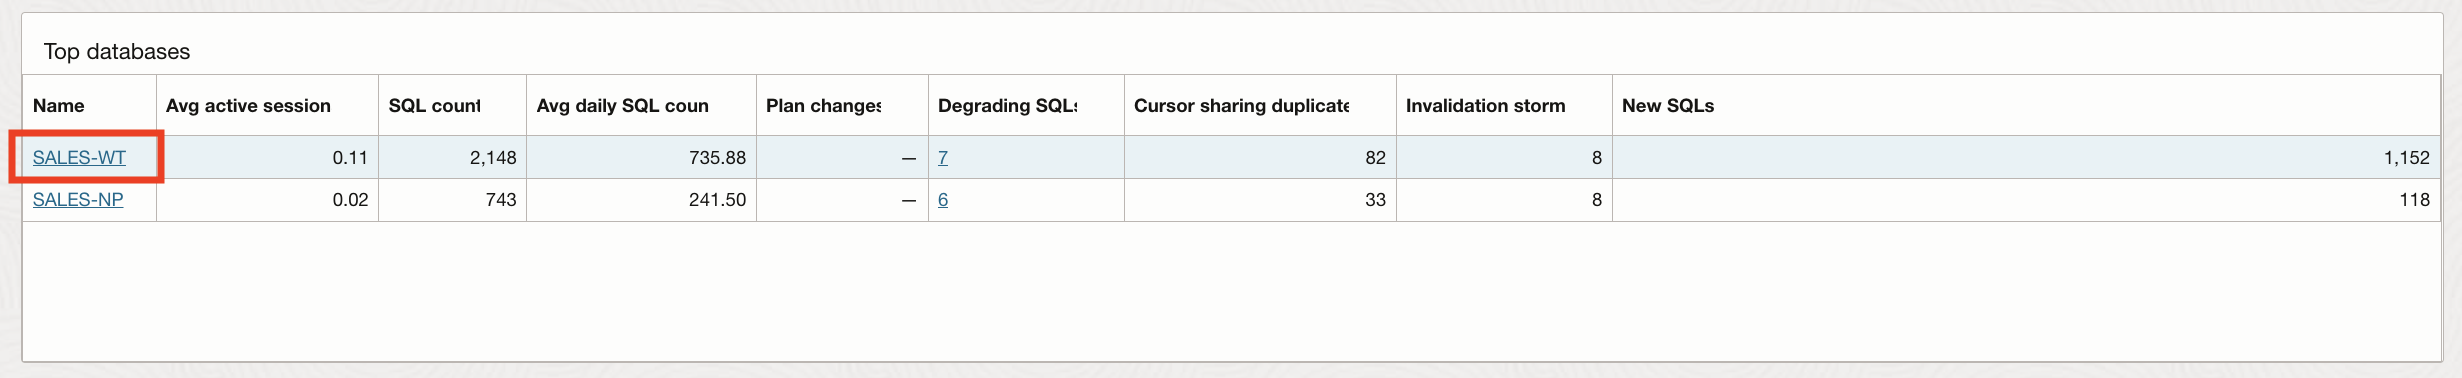 Top databases
Name Avg active session SQL count Avg daily SQL coun Plan changes Degrading SQLs Cursor sharing duplicate Invalidation storm New SQLs
SALES-WT 0.11 2,148 735.88 — 7 82 8 1,152
SALES-NP 0.02 743 241.50 — 6 33 8 118